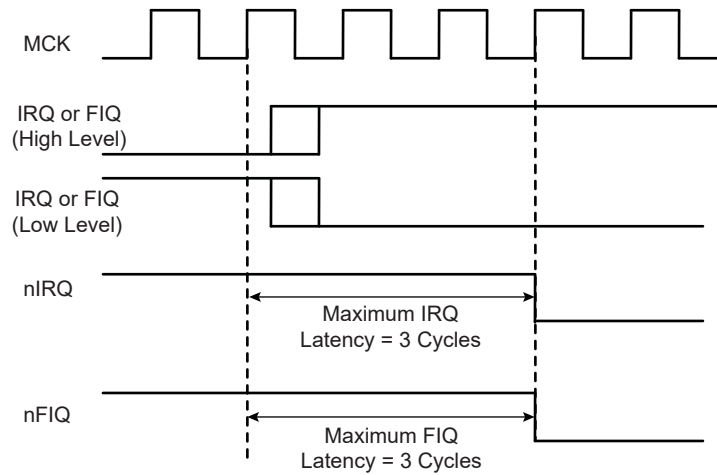 MCK
IRQ or FIQ
(High Level)
IRQ or FIQ
(Low Level)
nIRQ
Maximum IRQ
Latency = 3 Cycles
nFIQ
Maximum FIQ
Latency = 3 Cycles